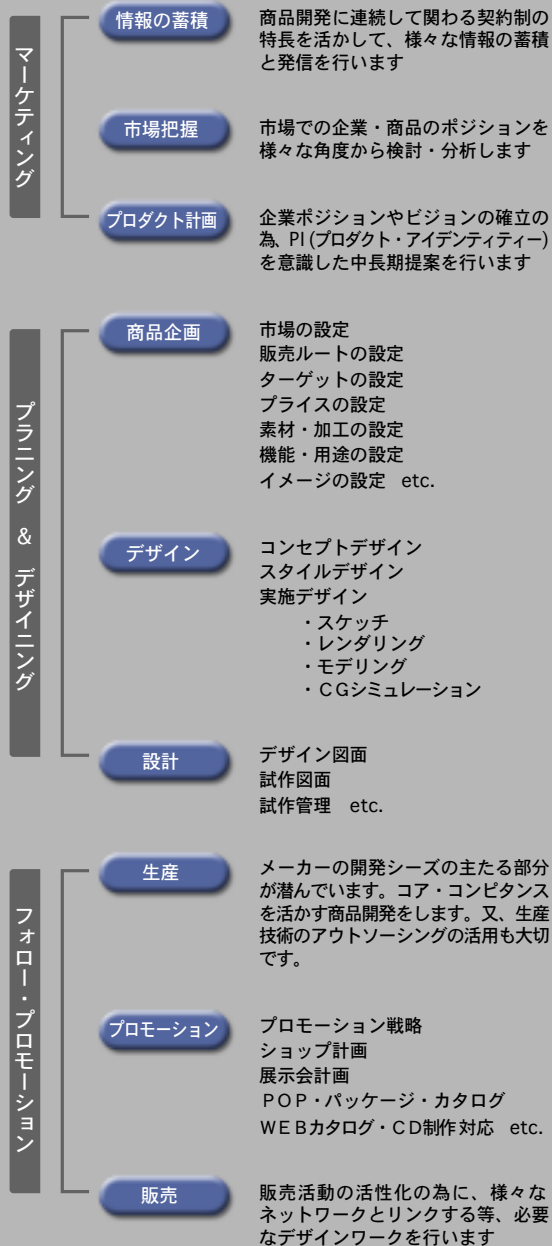 マーケティング
情報の蓄積
商品開発に連続して関わる契約制の
特長を活かして、様々な情報の蓄積
と発信を行います
市場把握
市場での企業・商品のポジションを
様々な角度から検討・分析します
プロダクト計画
企業ポジションやビジョンの確立の
為、PI (プロダクト・アイデンティティー)
を意識した中長期提案を行います
プラニング & デザイニング
商品企画
市場の設定
販売ルートの設定
ターゲットの設定
プライスの設定
素材・加工の設定
機能・用途の設定
イメージの設定 etc.
デザイン
コンセプトデザイン
スタイルデザイン
実施デザイン
・スケッチ
・レンダリング
・モデリング
・CGシミュレーション
設計
デザイン図面
試作図面
試作管理 etc.
フォロー・プロモーション
生産
メーカーの開発シーズの主たる部分
が潜んでいます。コア・コンピタンス
を活かす商品開発をします。又、生産
技術のアウトソーシングの活用も大切
です。
プロモーション
プロモーション戦略
ショップ計画
展示会計画
POP・パッケージ・カタログ
WEBカタログ・CD制作対応 etc.
販売
販売活動の活性化の為に、様々な
ネットワークとリンクする等、必要
なデザインワークを行います